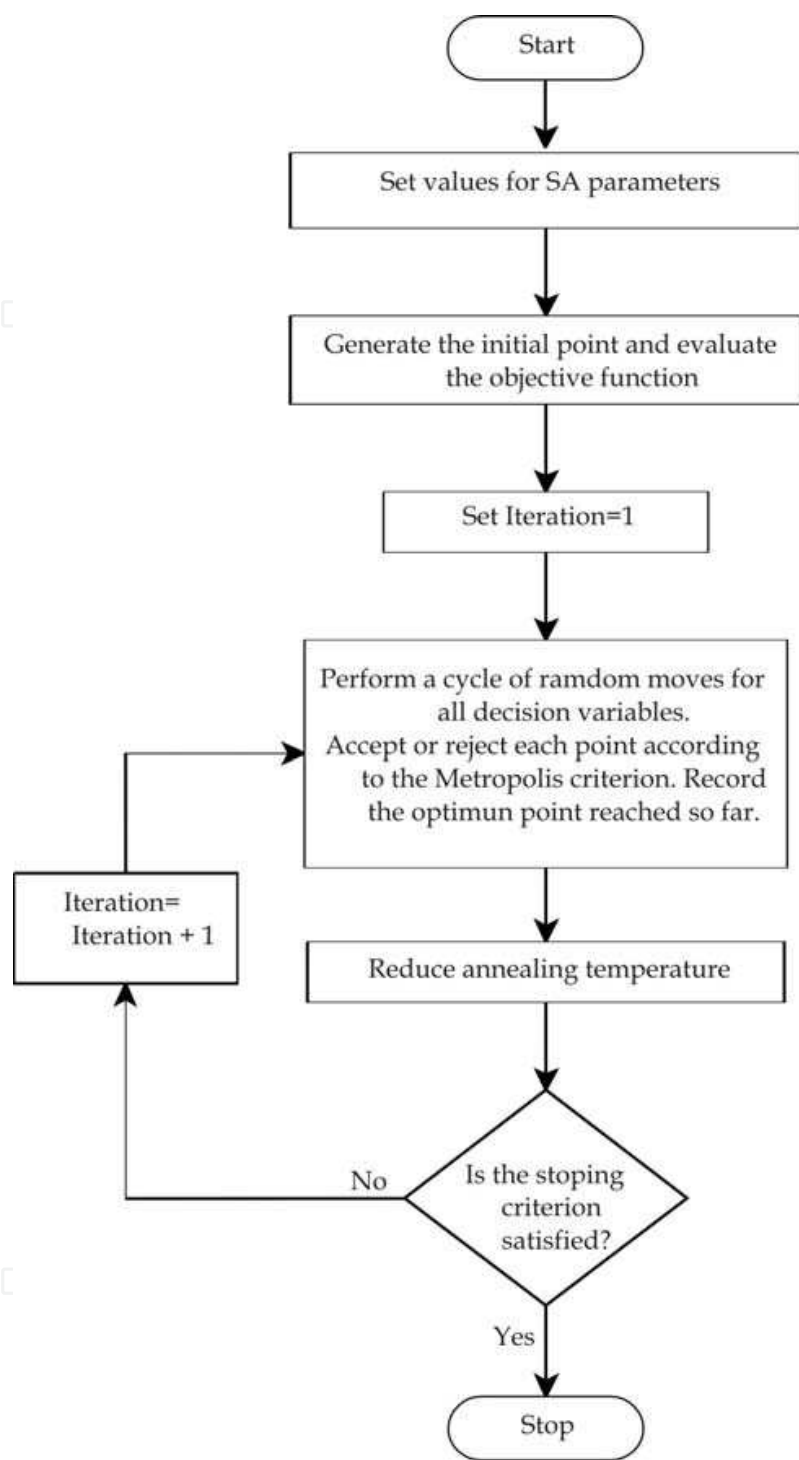 Start
Set values for SA parameters
Generate the initial point and evaluate
the objective function
Set Iteration=1
Perform a cycle of ramdom moves for
all decision variables.
Accept or reject each point according
to the Metropolis criterion. Record
the optimun point reached so far.
Iteration=
Iteration + 1
Reduce annealing temperature
No
Is the stoping
criterion
satisfied?
Yes
Stop